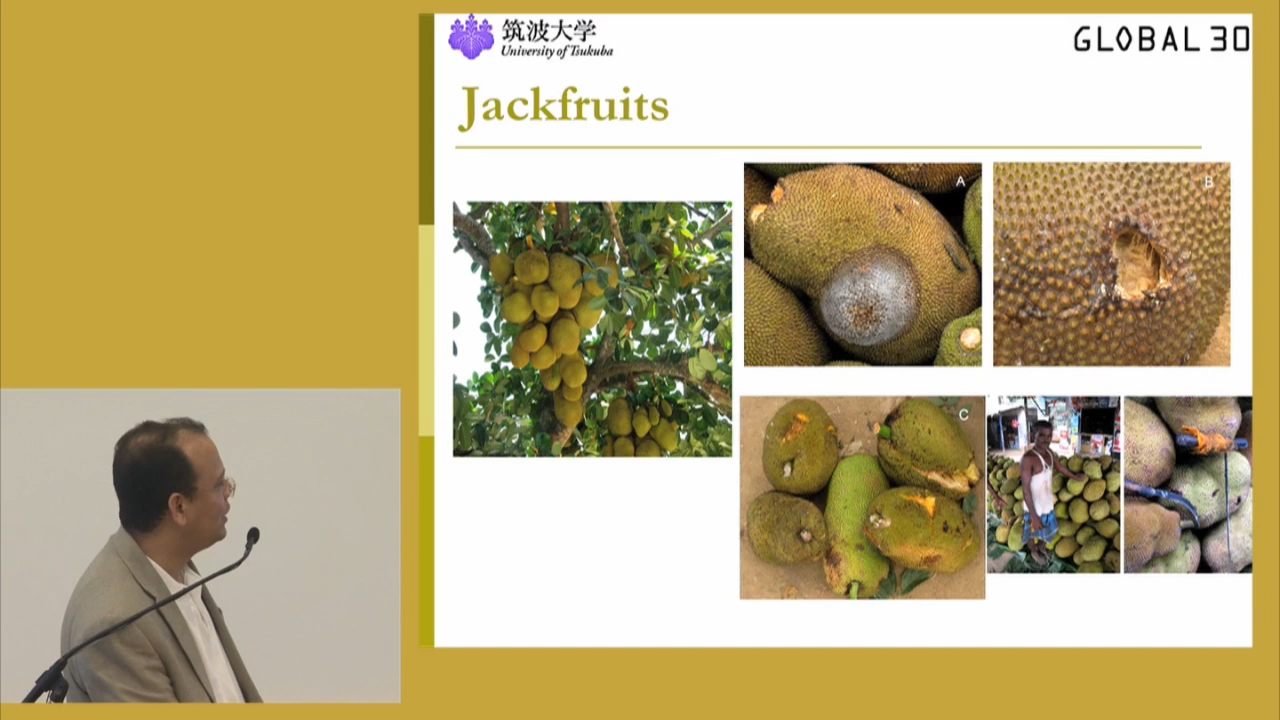 筑波大学
University of Tsukuba
GLOBAL 30
Jackfruits
A
B
C